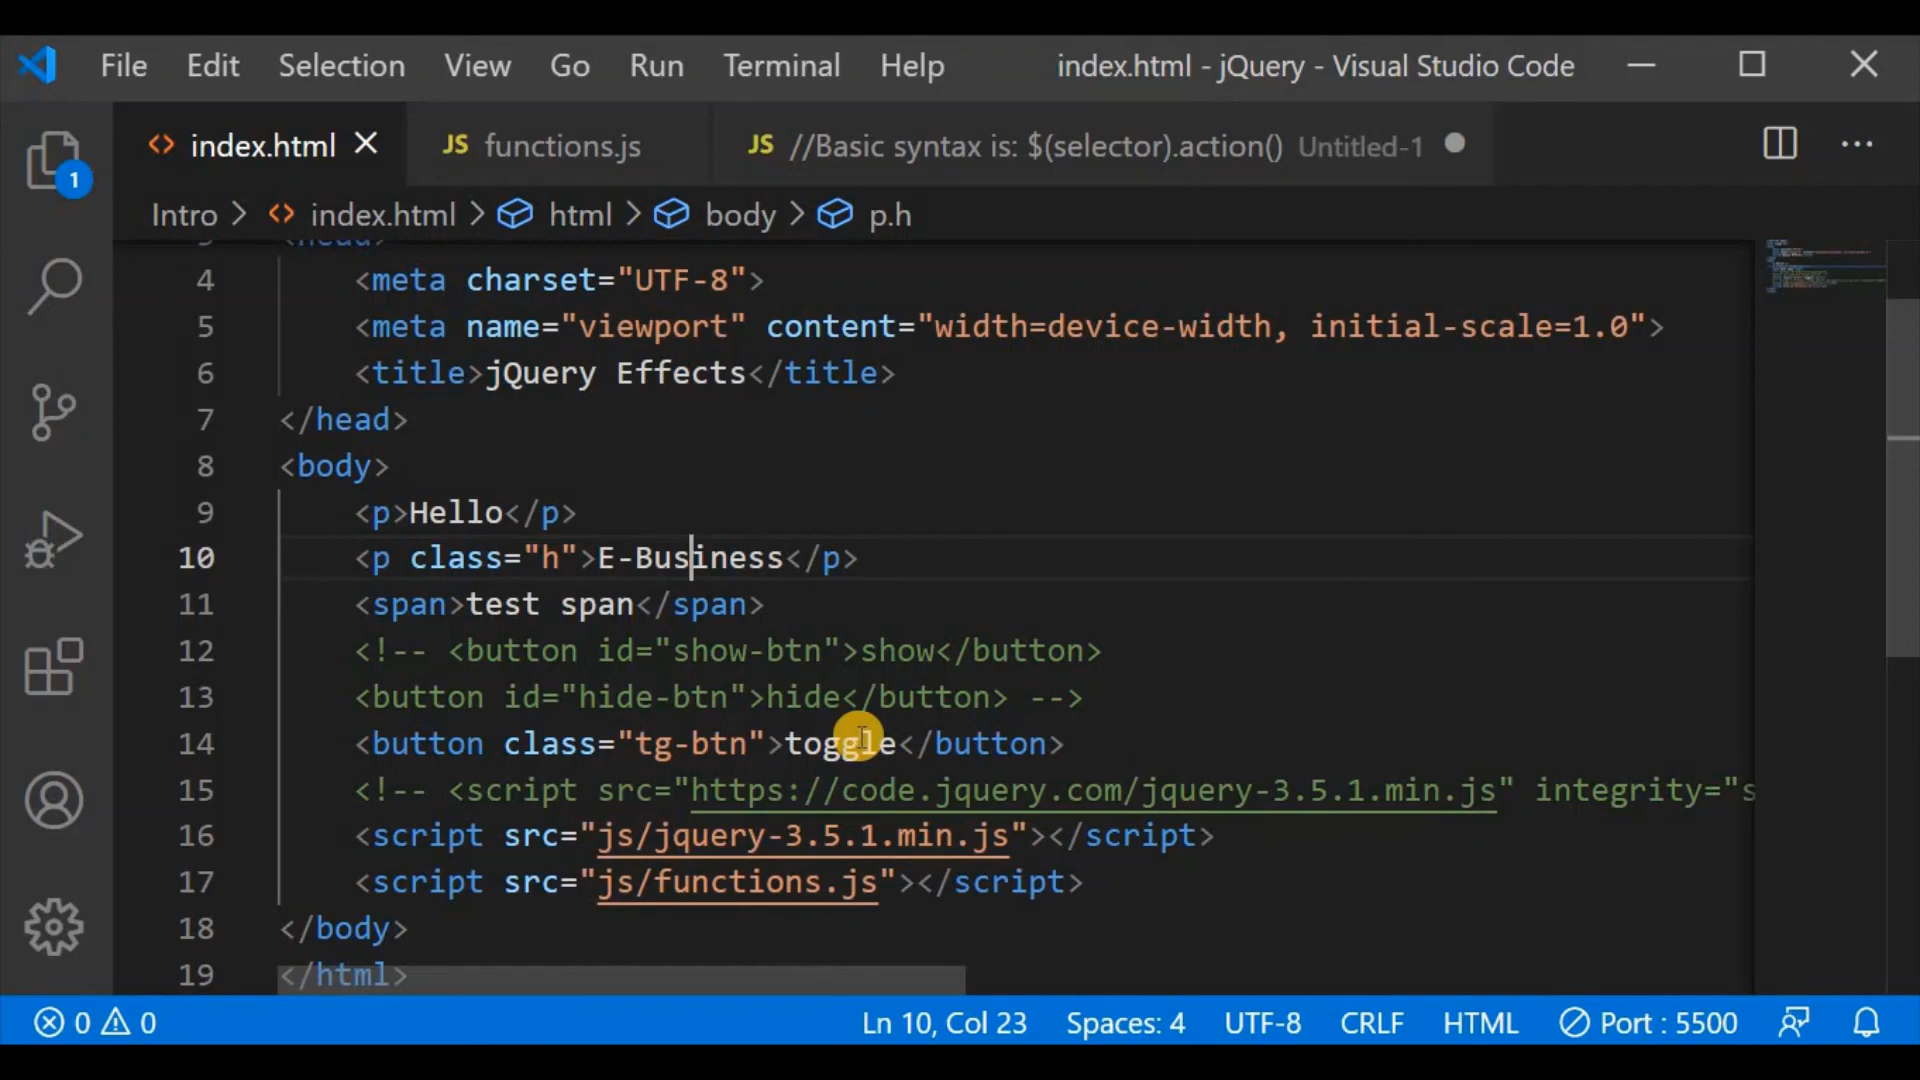 File Edit Selection View Go Run Terminal Help index.html - jQuery - Visual Studio Code
index.html JS functions.js JS //Basic syntax is: $(selector).action() Untitled-1
1
Intro > index.html > html > body > p.h
3 <head>
4 <meta charset="UTF-8">
5 <meta name="viewport" content="width=device-width, initial-scale=1.0">
6 <title>jQuery Effects</title>
7 </head>
8 <body>
9 <p>Hello</p>
10 <p class="h">E-Business</p>
11 <span>test span</span>
12 <!-- <button id="show-btn">show</button>
13 <button id="hide-btn">hide</button> -->
14 <button class="tg-btn">toggle</button>
15 <!-- <script src="https://code.jquery.com/jquery-3.5.1.min.js" integrity="s
16 <script src="js/jquery-3.5.1.min.js"></script>
17 <script src="js/functions.js"></script>
18 </body>
19 </html>
0 0 Ln 10, Col 23 Spaces: 4 UTF-8 CRLF HTML Port : 5500